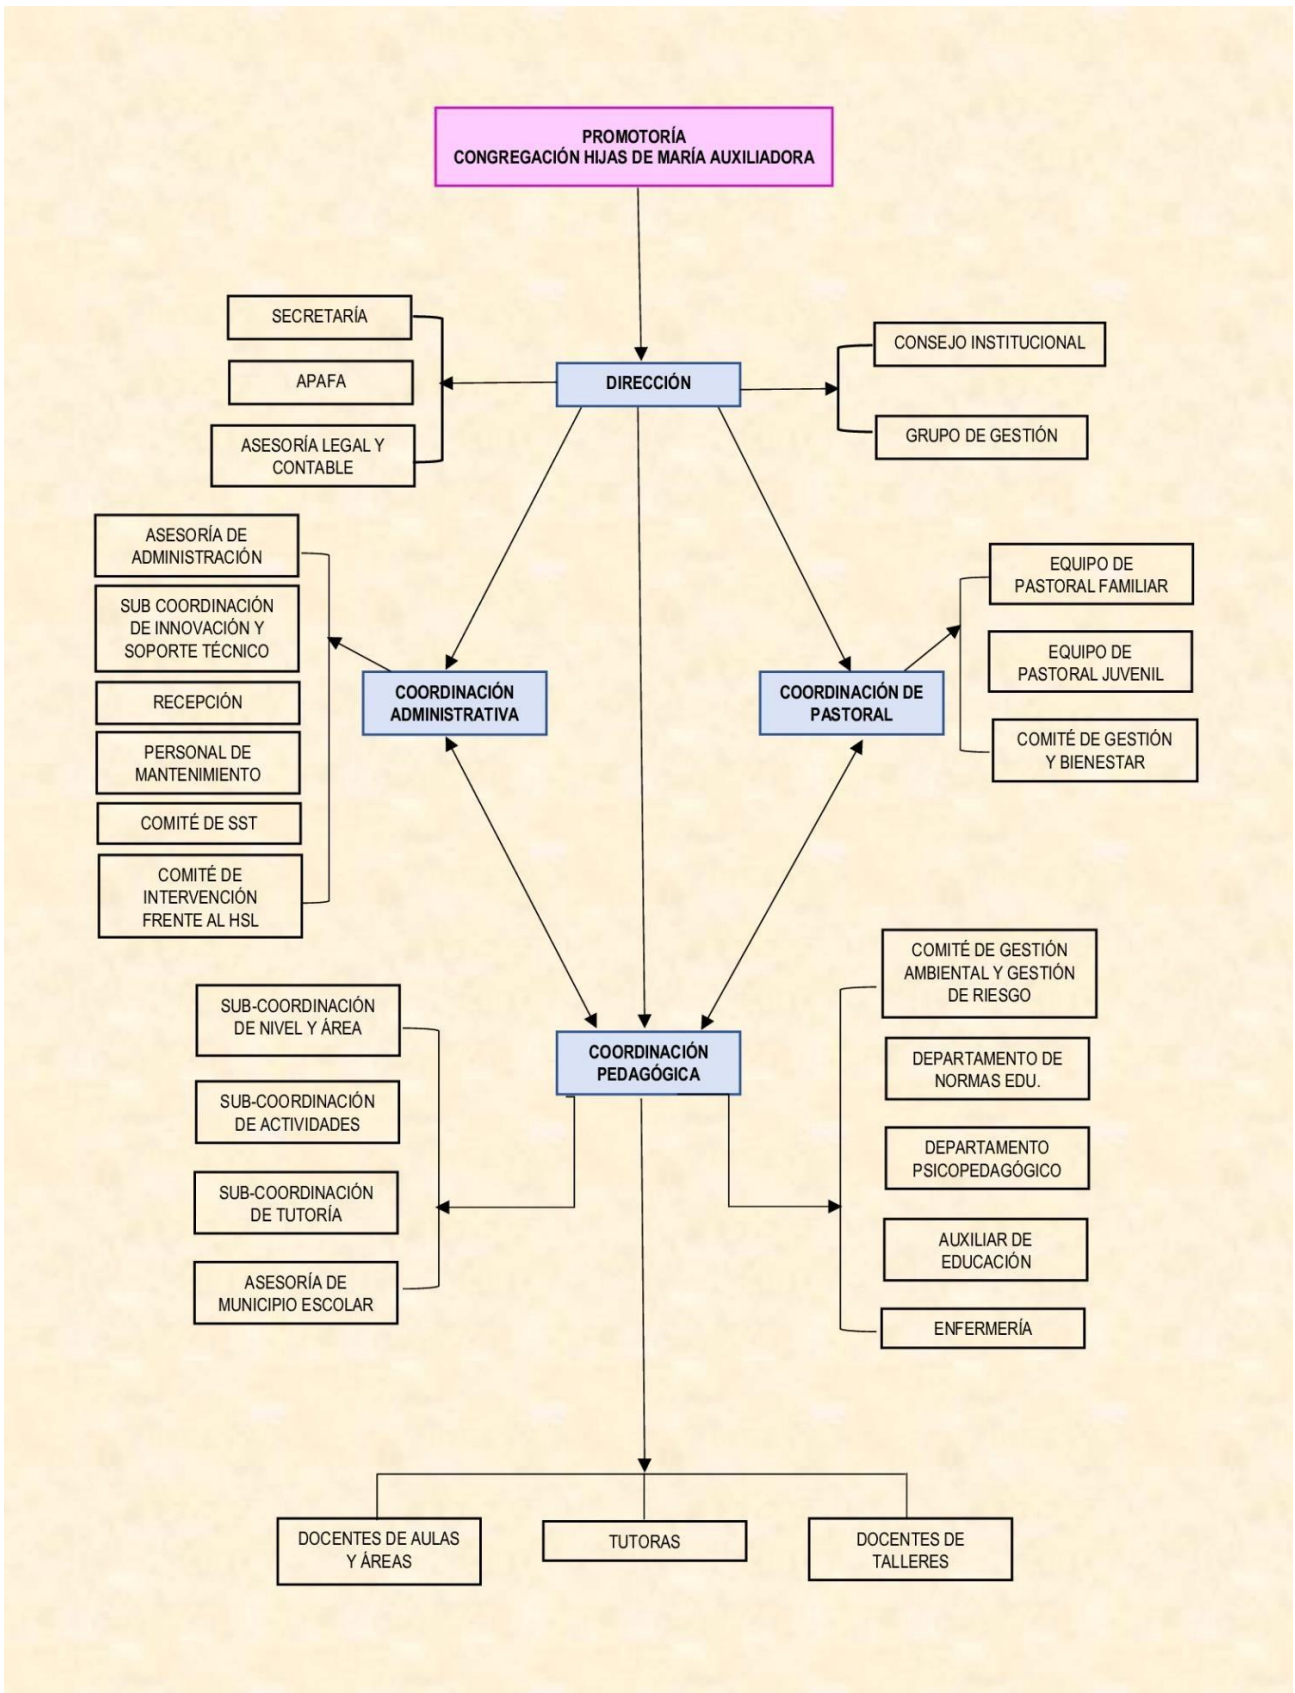 PROMOTORÍA
CONGREGACIÓN HIJAS DE MARÍA AUXILIADORA
SECRETARÍA
APAFA
ASESORÍA LEGAL Y
CONTABLE
DIRECCIÓN
CONSEJO INSTITUCIONAL
GRUPO DE GESTIÓN
ASESORÍA DE
ADMINISTRACIÓN
SUB COORDINACIÓN
DE INNOVACIÓN Y
SOPORTE TÉCNICO
RECEPCIÓN
PERSONAL DE
MANTENIMIENTO
COMITÉ DE SST
COMITÉ DE
INTERVENCIÓN
FRENTE AL HSL
COORDINACIÓN
ADMINISTRATIVA
COORDINACIÓN DE
PASTORAL
EQUIPO DE
PASTORAL FAMILIAR
EQUIPO DE
PASTORAL JUVENIL
COMITÉ DE GESTIÓN
Y BIENESTAR
SUB-COORDINACIÓN
DE NIVEL Y ÁREA
SUB-COORDINACIÓN
DE ACTIVIDADES
SUB-COORDINACIÓN
DE TUTORÍA
ASESORÍA DE
MUNICIPIO ESCOLAR
COORDINACIÓN
PEDAGÓGICA
COMITÉ DE GESTIÓN
AMBIENTAL Y GESTIÓN
DE RIESGO
DEPARTAMENTO DE
NORMAS EDU.
DEPARTAMENTO
PSICOPEDAGÓGICO
AUXILIAR DE
EDUCACIÓN
ENFERMERÍA
DOCENTES DE AULAS
Y ÁREAS
TUTORAS
DOCENTES DE
TALLERES